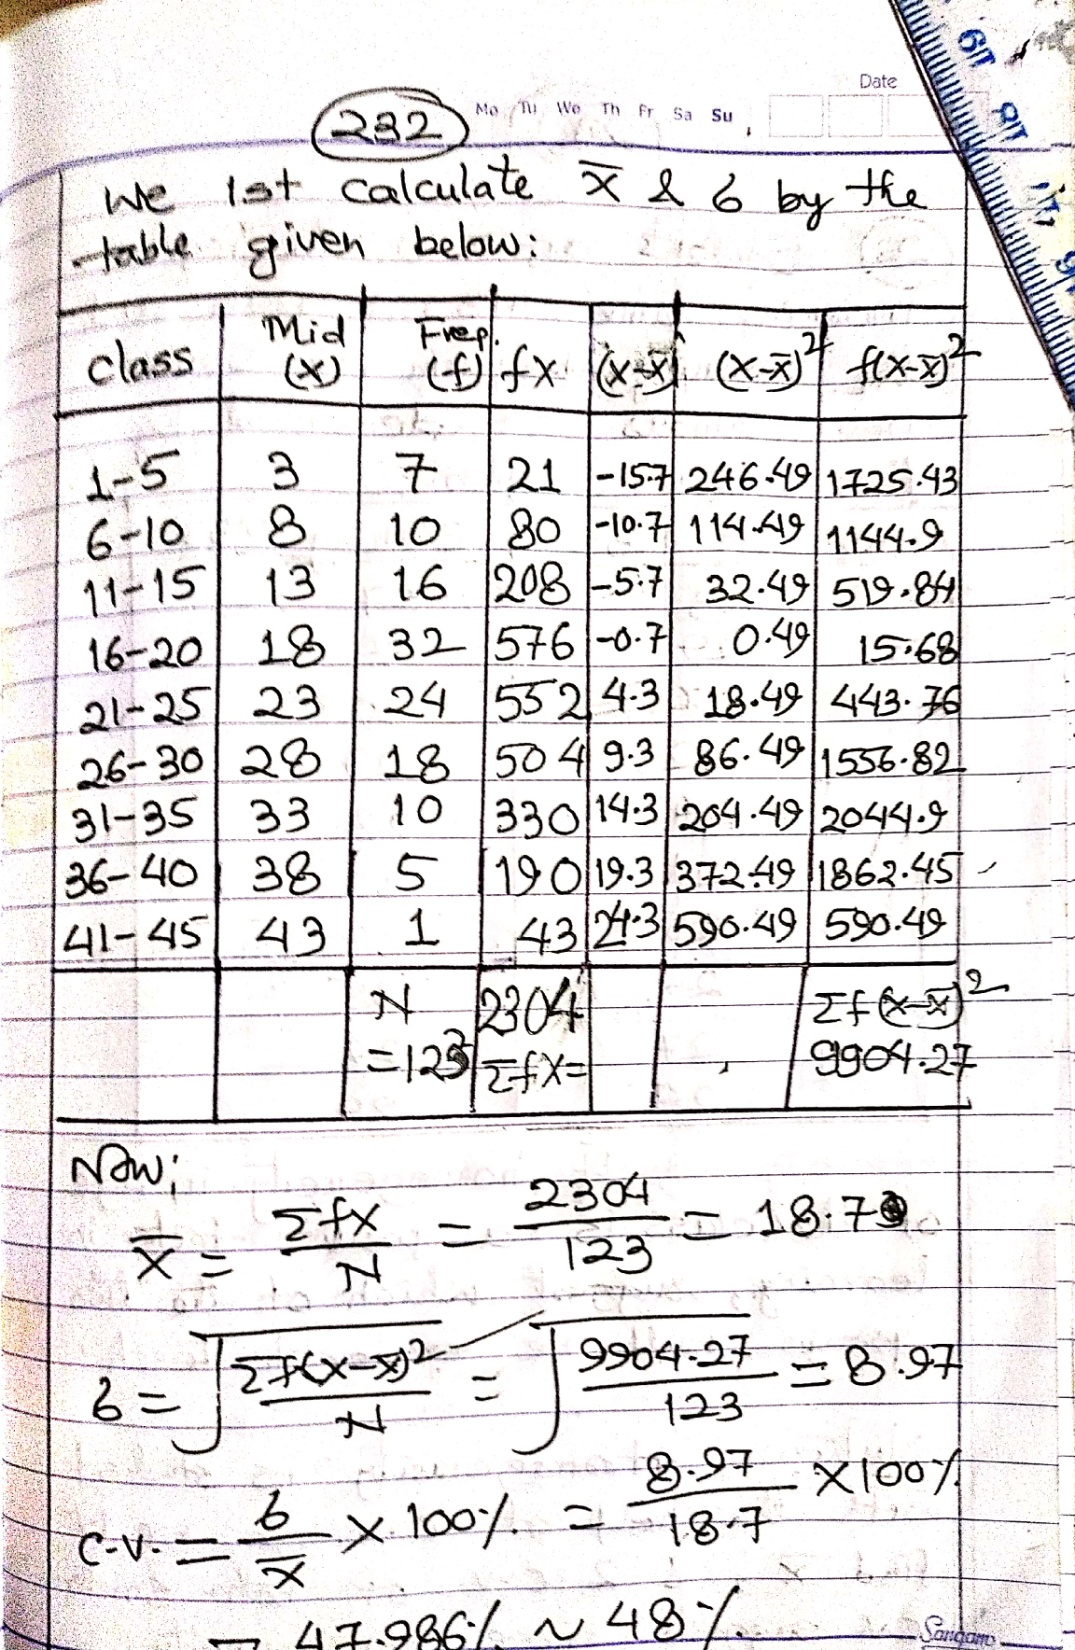 Date
Mo Tu We Th Fr Sa Su
232
We 1st calculate x̄ & б by the
table given below:
class Mid (x) Freq. (f) fx (x-x̄) (x-x̄)² f(x-x̄)²
1-5 3 7 21 -15.7 246.49 1725.43
6-10 8 10 80 -10.7 114.49 1144.9
11-15 13 16 208 -5.7 32.49 519.84
16-20 18 32 576 -0.7 0.49 15.68
21-25 23 24 552 4.3 18.49 443.76
26-30 28 18 504 9.3 86.49 1556.82
31-35 33 10 330 14.3 204.49 2044.9
36-40 38 5 190 19.3 372.49 1862.45
41-45 43 1 43 24.3 590.49 590.49
N 2304 Σf(x-x̄)²
=123 Σfx= 9904.27
Now;
x̄ = Σfx/N = 2304/123 = 18.7
б = √(Σf(x-x̄)²/N) = √(9904.27/123) = 8.97
C.V. = б/x̄ × 100% = 8.97/18.7 × 100%
= 47.986% ~ 48%
Sangam